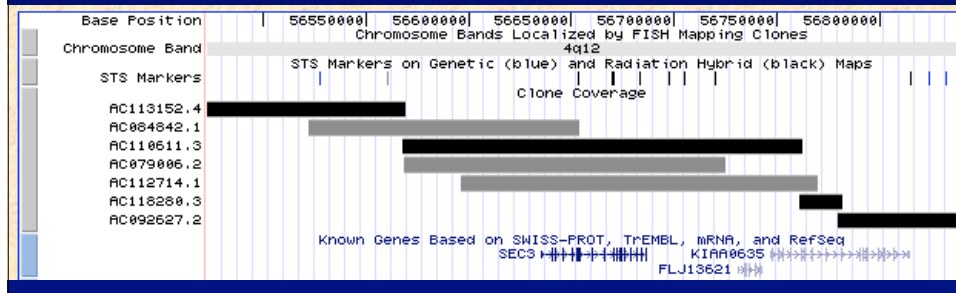 Base Position 56550000| 56600000| 56650000| 56700000| 56750000| 56800000|
Chromosome Bands Localized by FISH Mapping Clones
Chromosome Band 4q12
STS Markers on Genetic (blue) and Radiation Hybrid (black) Maps
STS Markers
Clone Coverage
AC113152.4
AC084842.1
AC110611.3
AC079006.2
AC112714.1
AC118280.3
AC092627.2
Known Genes Based on SWISS-PROT, TrEMBL, mRNA, and RefSeq
SEC3 KIAA0635
FLJ13621